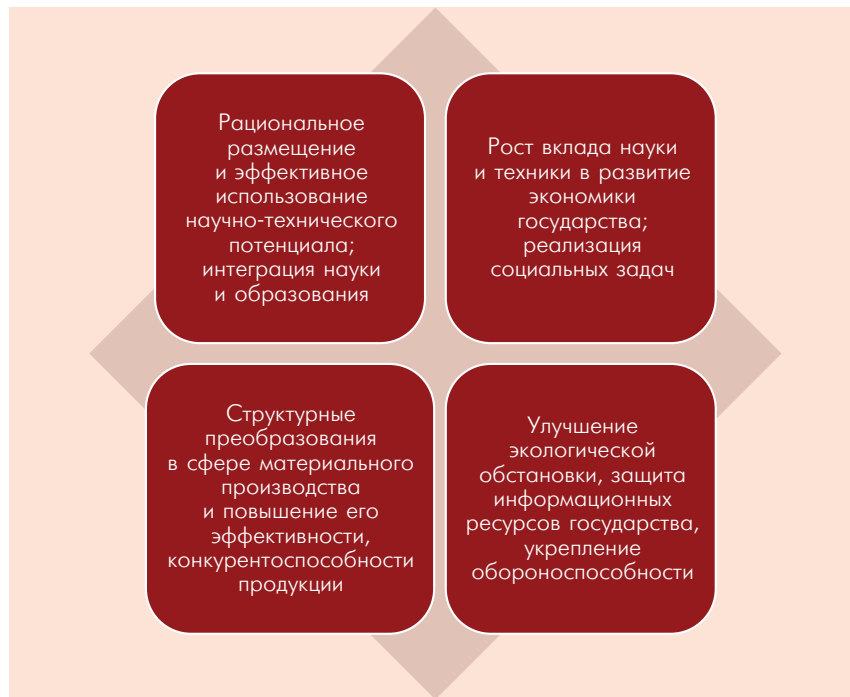 Рациональное
размещение
и эффективное
использование
научно-технического
потенциала;
интеграция науки
и образования
Рост вклада науки
и техники в развитие
экономики
государства;
реализация
социальных задач
Структурные
преобразования
в сфере материального
производства
и повышение его
эффективности,
конкурентоспособности
продукции
Улучшение
экологической
обстановки, защита
информационных
ресурсов государства,
укрепление
обороноспособности